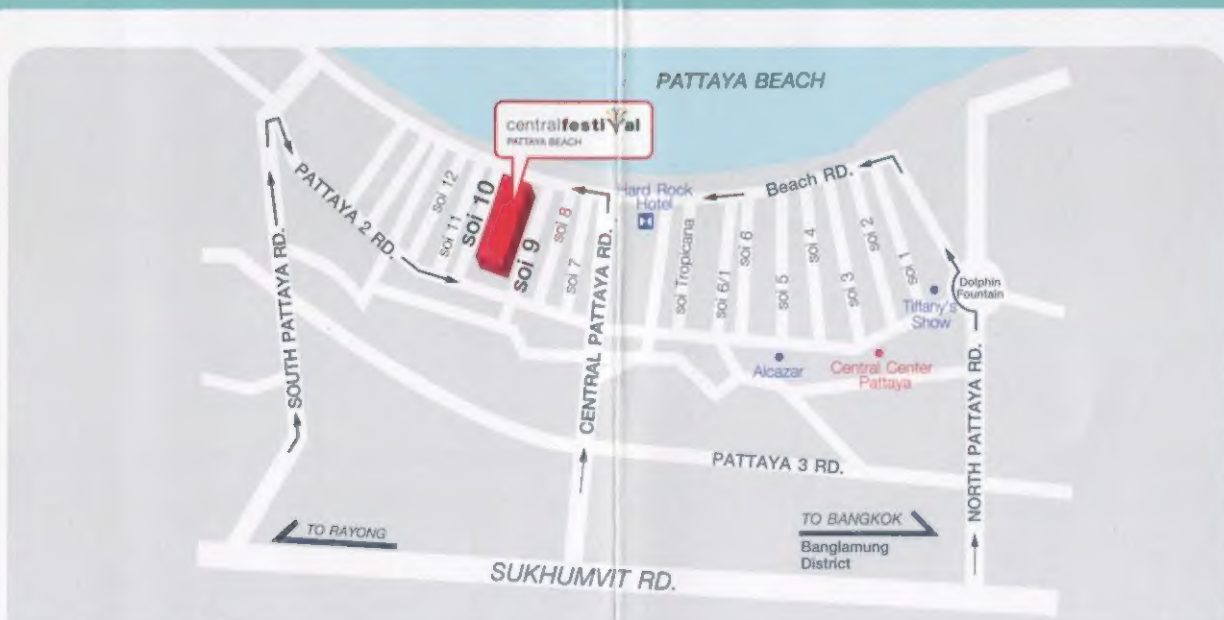 PATTAYA BEACH
centralfestival
PATTAYA BEACH
Hard Rock
Hotel
Beach RD.
PATTAYA 2 RD.
soi 12
soi 11
soi 10
soi 9
soi 8
soi 7
CENTRAL PATTAYA RD.
soi Tropicana
soi 6/1
soi 6
soi 5
soi 4
soi 3
soi 2
soi 1
Tiffany's
Show
Dolphin
Fountain
Alcazar
Central Center
Pattaya
SOUTH PATTAYA RD.
NORTH PATTAYA RD.
PATTAYA 3 RD.
TO RAYONG
TO BANGKOK
Banglamung
District
SUKHUMVIT RD.